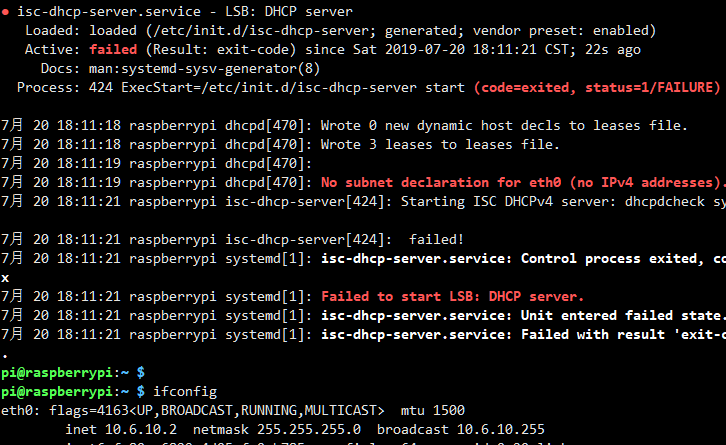 ● isc-dhcp-server.service - LSB: DHCP server
Loaded: loaded (/etc/init.d/isc-dhcp-server; generated; vendor preset: enabled)
Active: failed (Result: exit-code) since Sat 2019-07-20 18:11:21 CST; 22s ago
Docs: man:systemd-sysv-generator(8)
Process: 424 ExecStart=/etc/init.d/isc-dhcp-server start (code=exited, status=1/FAILURE)
7月 20 18:11:18 raspberrypi dhcpd[470]: Wrote 0 new dynamic host decls to leases file.
7月 20 18:11:18 raspberrypi dhcpd[470]: Wrote 3 leases to leases file.
7月 20 18:11:19 raspberrypi dhcpd[470]:
7月 20 18:11:19 raspberrypi dhcpd[470]: No subnet declaration for eth0 (no IPv4 addresses).
7月 20 18:11:21 raspberrypi isc-dhcp-server[424]: Starting ISC DHCPv4 server: dhcpdcheck sy
7月 20 18:11:21 raspberrypi isc-dhcp-server[424]:  failed!
7月 20 18:11:21 raspberrypi systemd[1]: isc-dhcp-server.service: Control process exited, co
x
7月 20 18:11:21 raspberrypi systemd[1]: Failed to start LSB: DHCP server.
7月 20 18:11:21 raspberrypi systemd[1]: isc-dhcp-server.service: Unit entered failed state.
7月 20 18:11:21 raspberrypi systemd[1]: isc-dhcp-server.service: Failed with result 'exit-c
.
pi@raspberrypi:~ $
pi@raspberrypi:~ $ ifconfig
eth0: flags=4163<UP,BROADCAST,RUNNING,MULTICAST>  mtu 1500
inet 10.6.10.2  netmask 255.255.255.0  broadcast 10.6.10.255